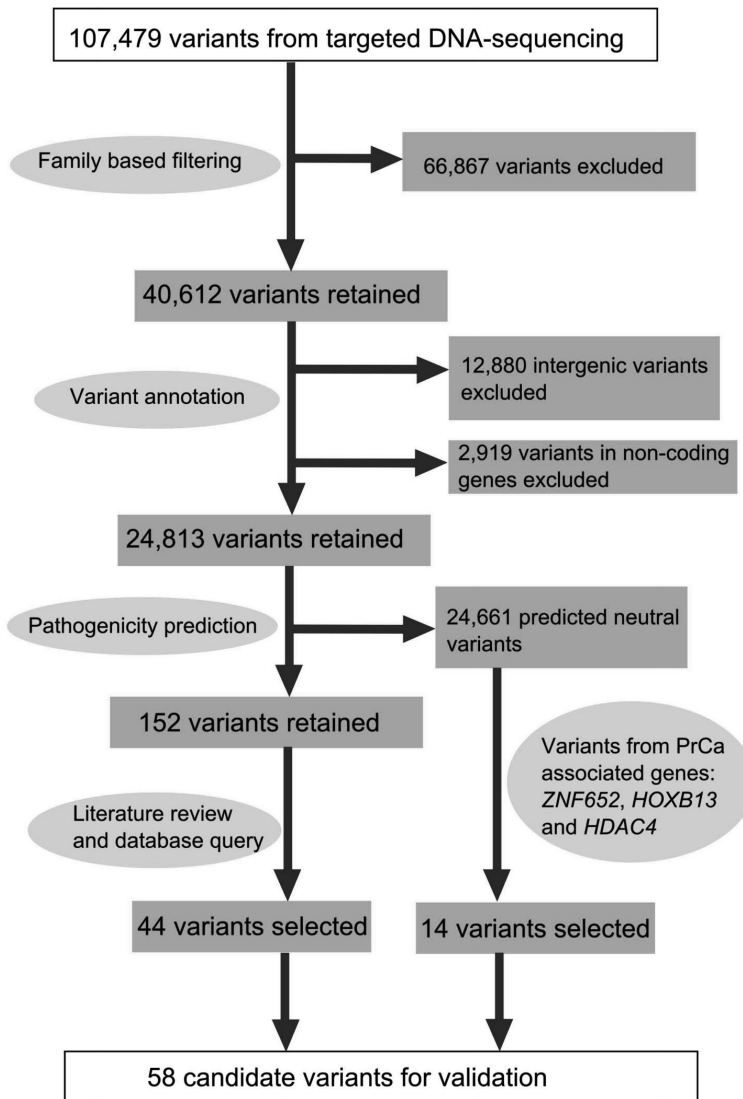 107,479 variants from targeted DNA-sequencing
Family based filtering
66,867 variants excluded
40,612 variants retained
12,880 intergenic variants
excluded
Variant annotation
2,919 variants in non-coding
genes excluded
24,813 variants retained
Pathogenicity prediction
24,661 predicted neutral
variants
152 variants retained
Variants from PrCa
associated genes:
ZNF652, HOXB13
and HDAC4
Literature review
and database query
44 variants selected
14 variants selected
58 candidate variants for validation